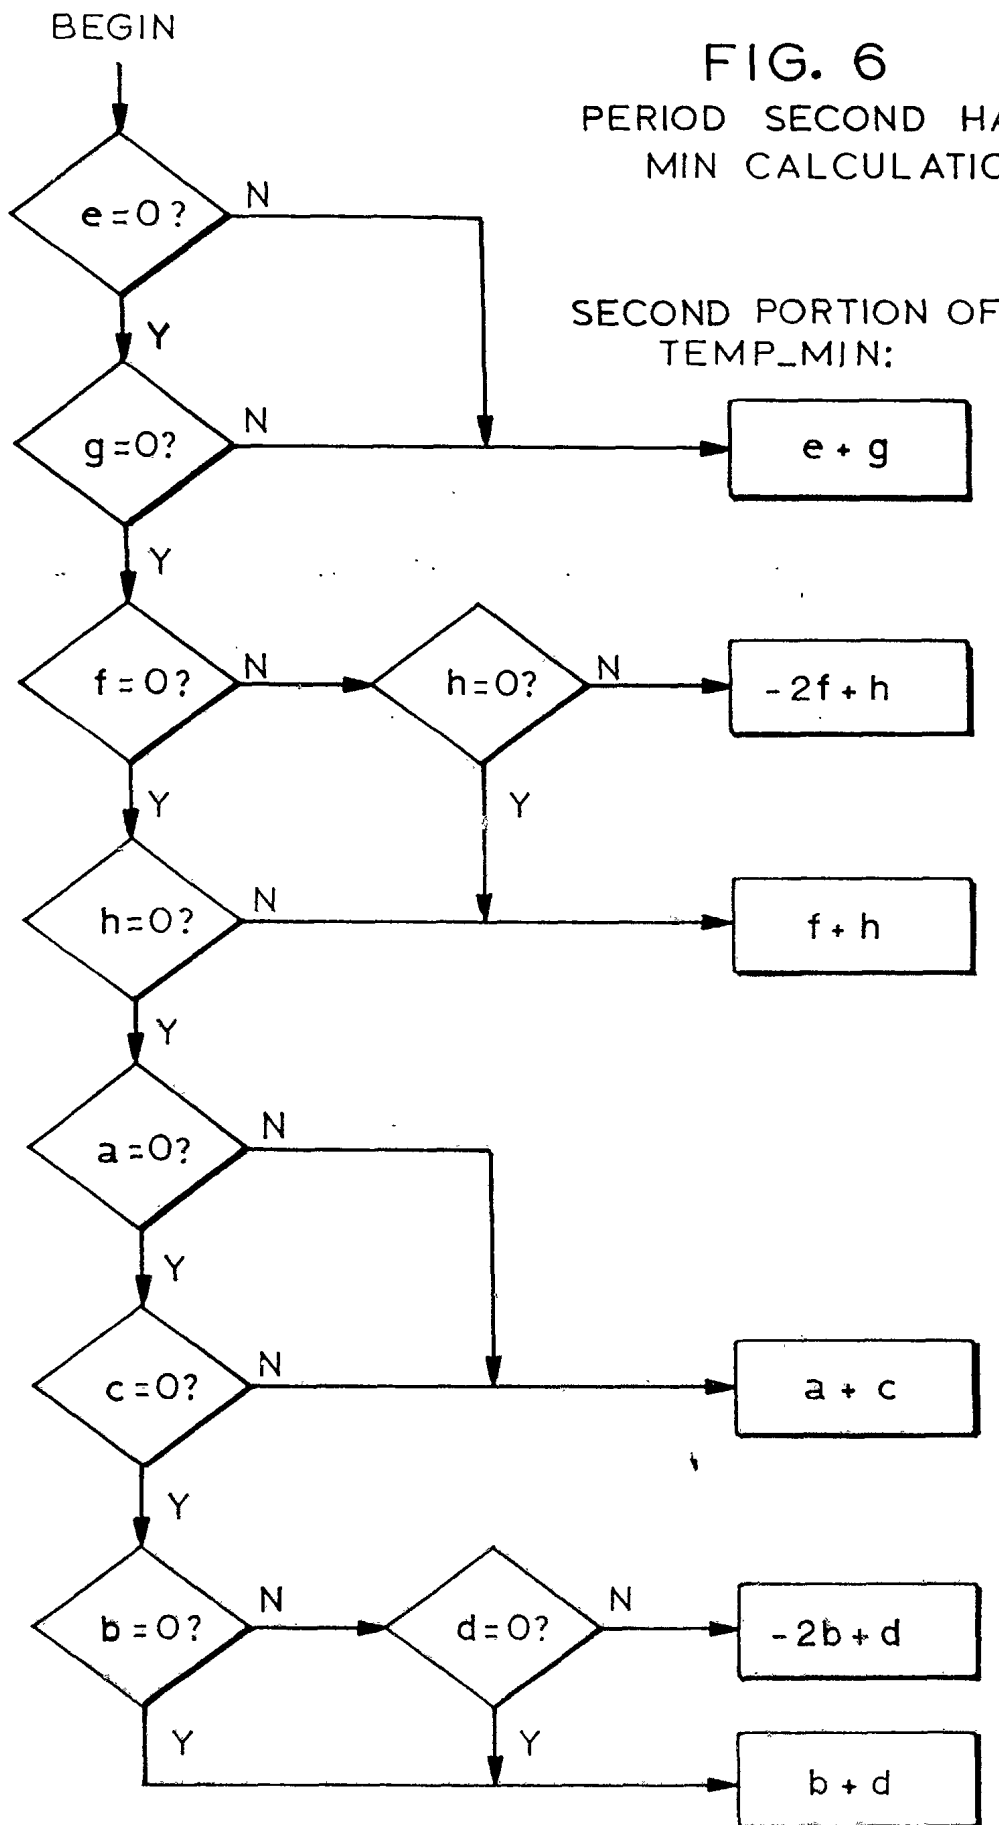 BEGIN
FIG. 6
PERIOD SECOND HA
MIN CALCULATIO
e=0?
N
Y
SECOND PORTION OF
TEMP_MIN:
g=0?
N
e + g
Y
f=0?
N
h=0?
N
-2f + h
Y
Y
h=0?
N
f + h
Y
a=0?
N
Y
c=0?
N
a + c
Y
b=0?
N
d=0?
N
-2b + d
Y
Y
b + d